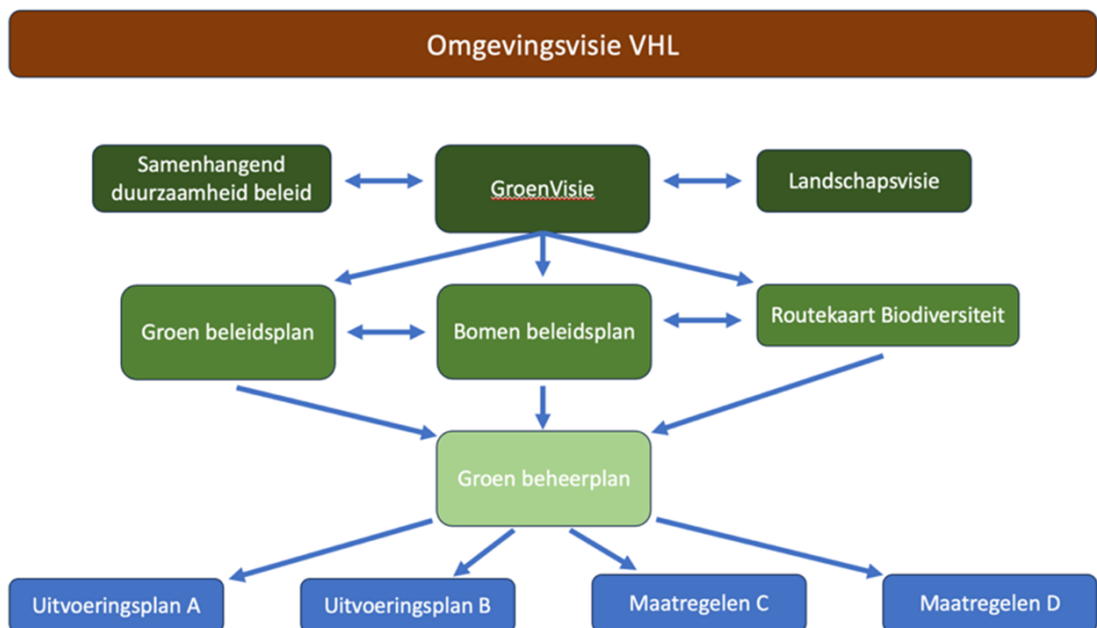 Omgevingsvisie VHL
Samenhangend
duurzaamheid beleid
GroenVisie
Landschapsvisie
Groen beleidsplan
Bomen beleidsplan
Routekaart Biodiversiteit
Groen beheerplan
Uitvoeringsplan A
Uitvoeringsplan B
Maatregelen C
Maatregelen D